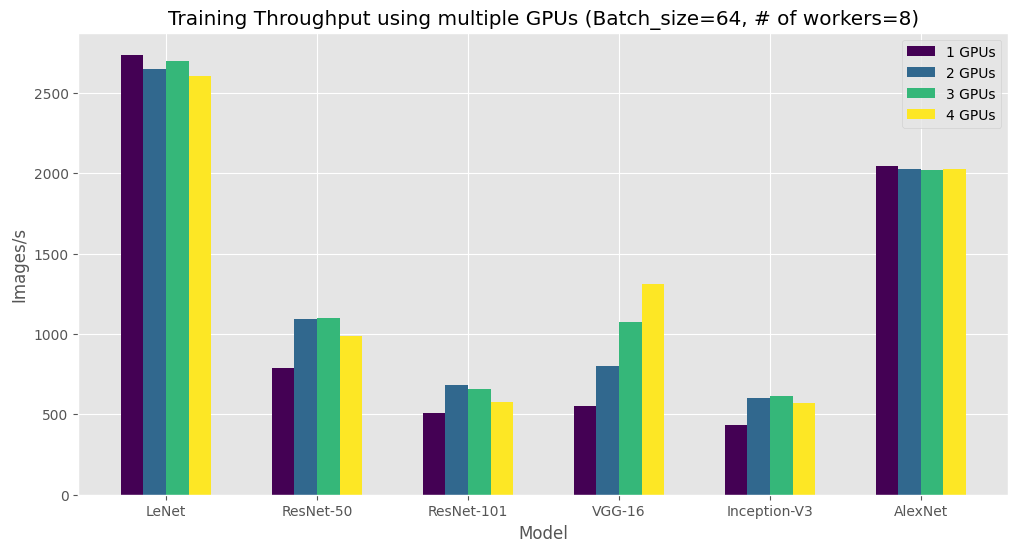 Training Throughput using multiple GPUs (Batch_size=64, # of workers=8)
1 GPUs
2 GPUs
3 GPUs
4 GPUs
Images/s
2500
2000
1500
1000
500
0
LeNet
ResNet-50
ResNet-101
VGG-16
Inception-V3
AlexNet
Model